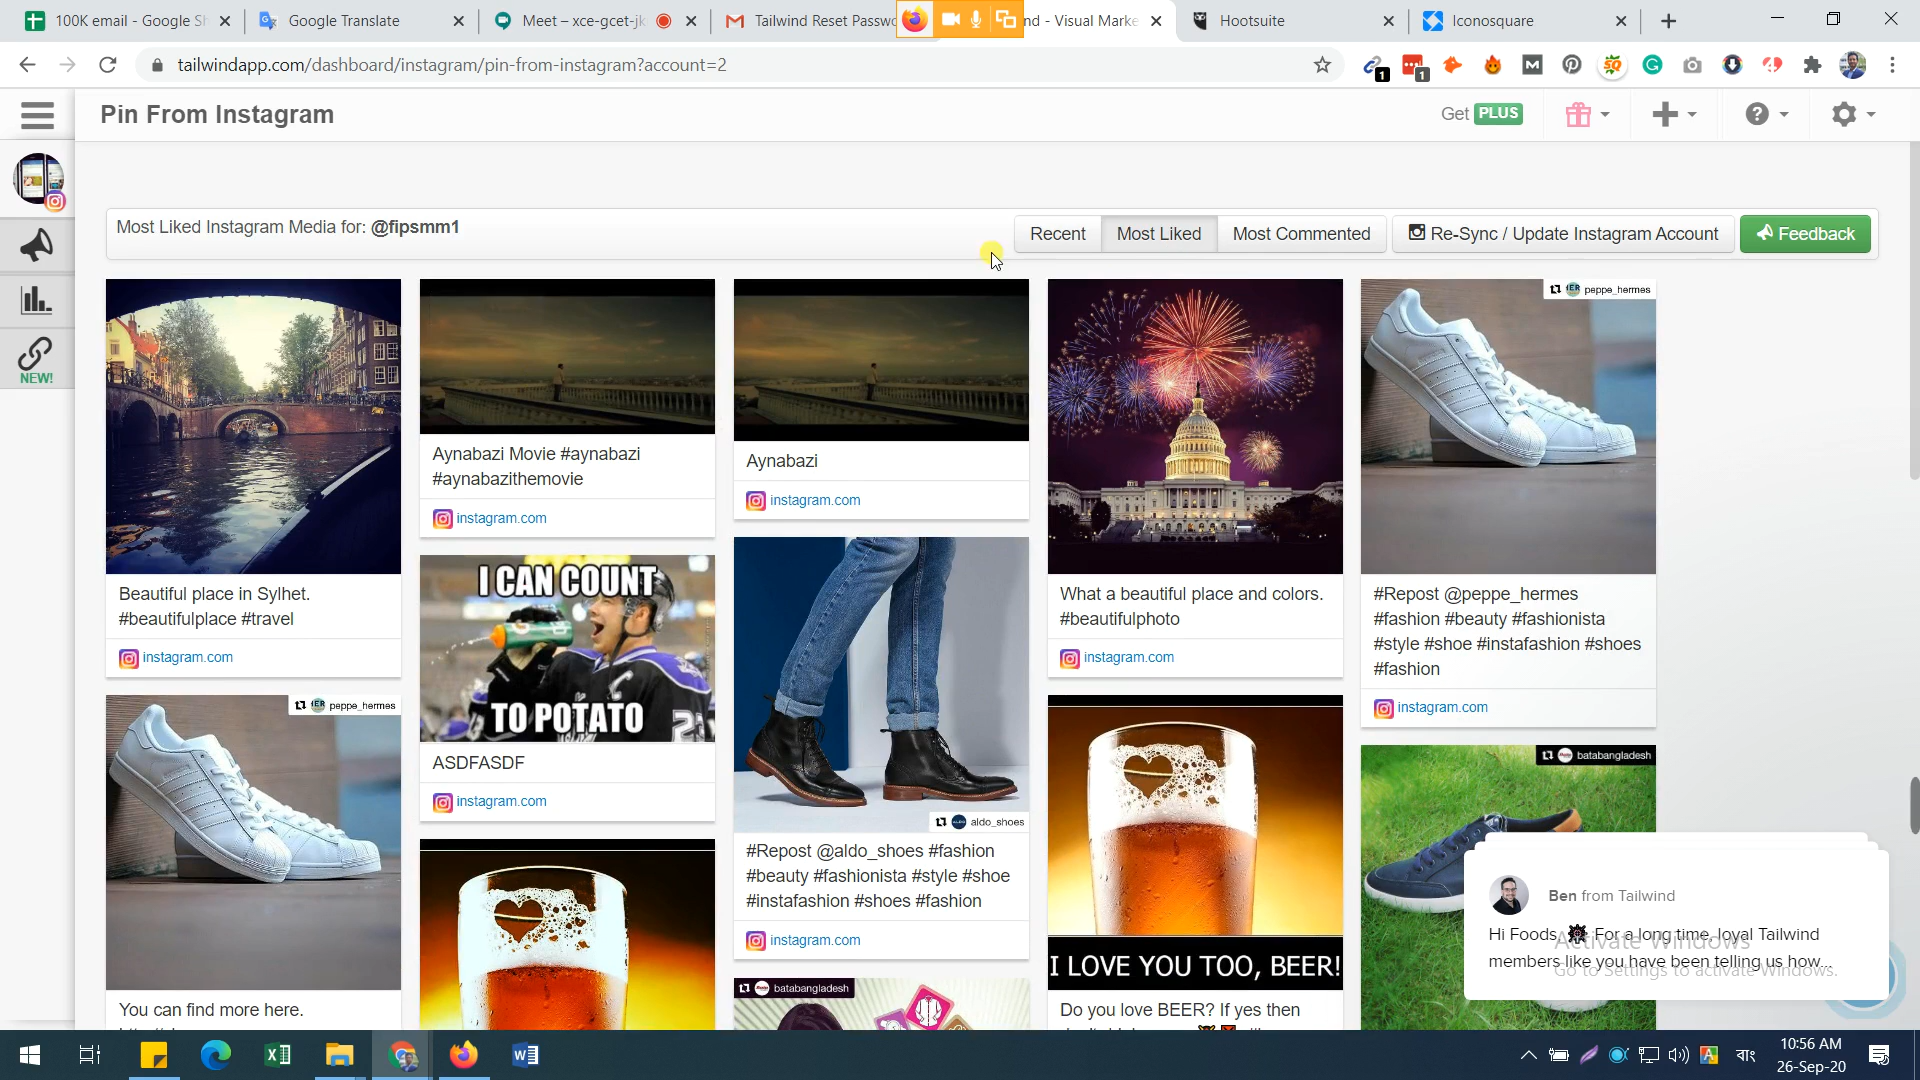 100K email - Google Sh
Google Translate
Meet – xce-gcet-jk
Tailwind Reset Passwo
nd - Visual Marke
Hootsuite
Iconosquare
tailwindapp.com/dashboard/instagram/pin-from-instagram?account=2
1
1
Pin From Instagram
Get PLUS
NEW!
Most Liked Instagram Media for: @fipsmm1
Recent
Most Liked
Most Commented
Re-Sync / Update Instagram Account
Feedback
Beautiful place in Sylhet.
#beautifulplace #travel
instagram.com
Aynabazi Movie #aynabazi
#aynabazithemovie
instagram.com
Aynabazi
instagram.com
What a beautiful place and colors.
#beautifulphoto
instagram.com
peppe_hermes
#Repost @peppe_hermes
#fashion #beauty #fashionista
#style #shoe #instafashion #shoes
#fashion
instagram.com
peppe_hermes
You can find more here.
I CAN COUNT
TO POTATO
ASDFASDF
instagram.com
aldo_shoes
#Repost @aldo_shoes #fashion
#beauty #fashionista #style #shoe
#instafashion #shoes #fashion
instagram.com
batabangladesh
I LOVE YOU TOO, BEER!
Do you love BEER? If yes then
batabangladesh
Ben from Tailwind
Hi Foods, For a long time, loyal Tailwind
members like you have been telling us how...
Activate Windows
Go to Settings to activate Windows.
বাং
10:56 AM
26-Sep-20